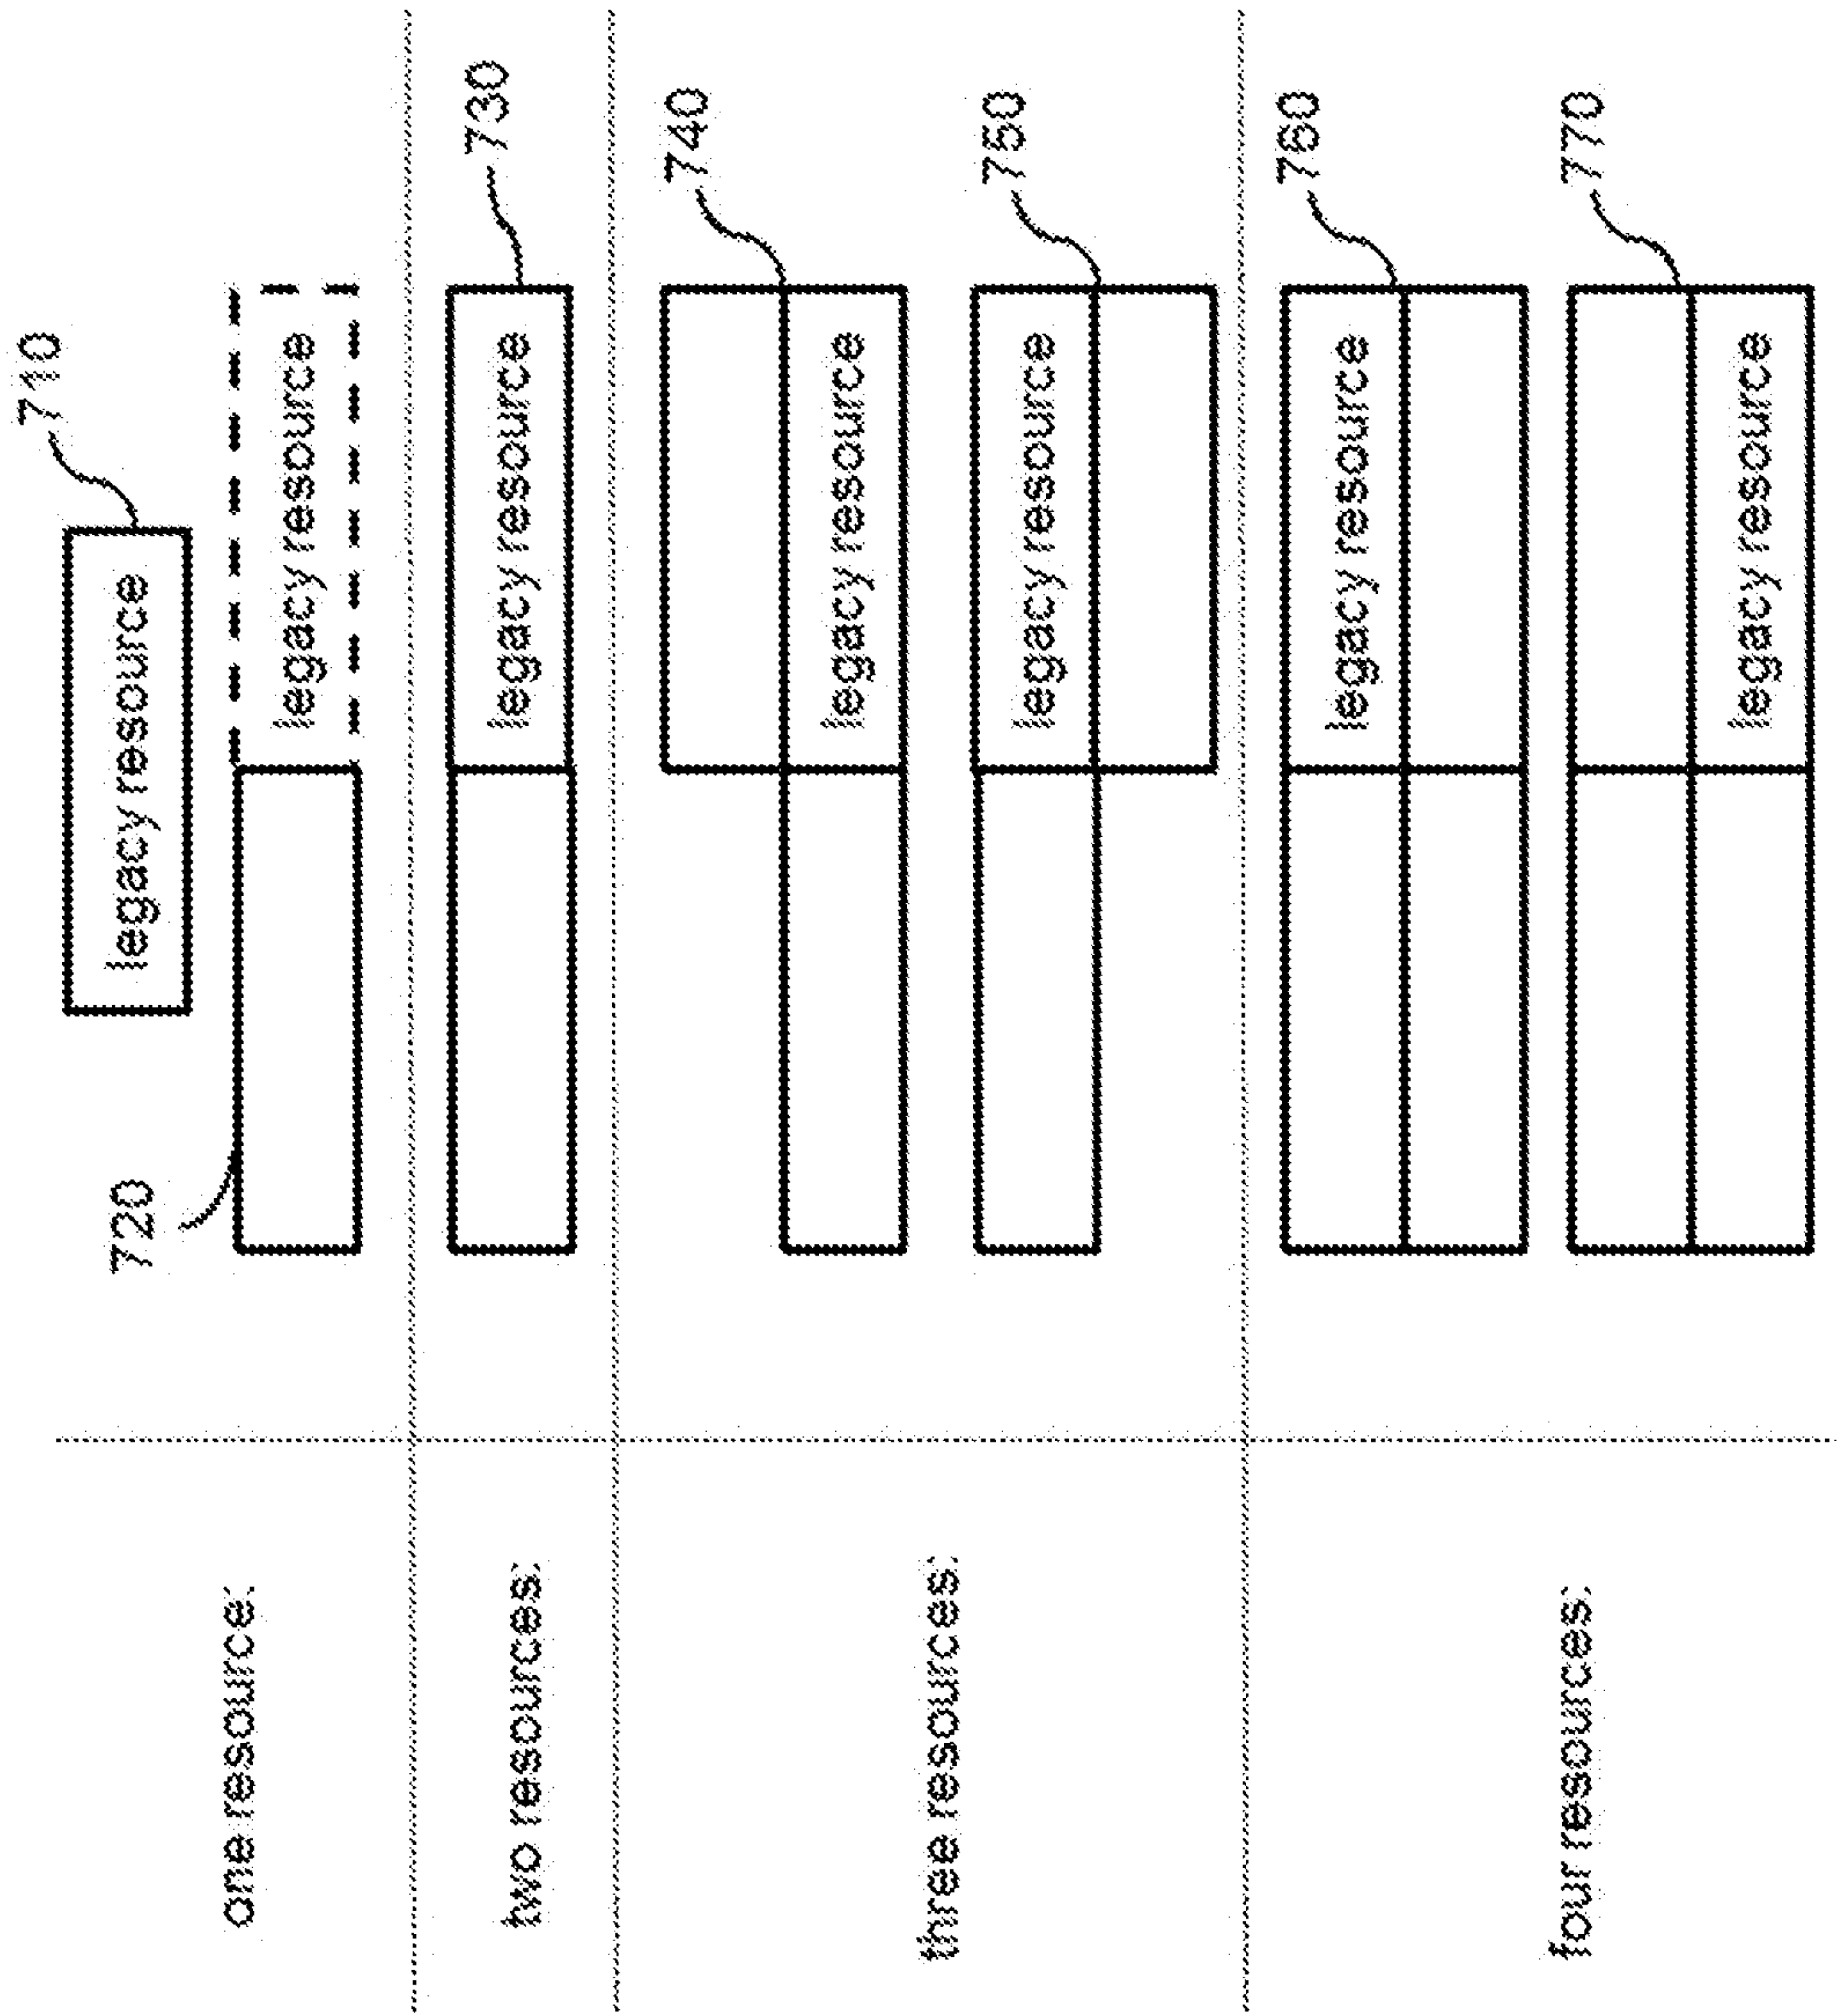 one resource:
710
legacy resource
720
legacy resource
two resources:
730
legacy resource
three resources:
740
legacy resource
750
legacy resource
four resources:
760
legacy resource
770
legacy resource